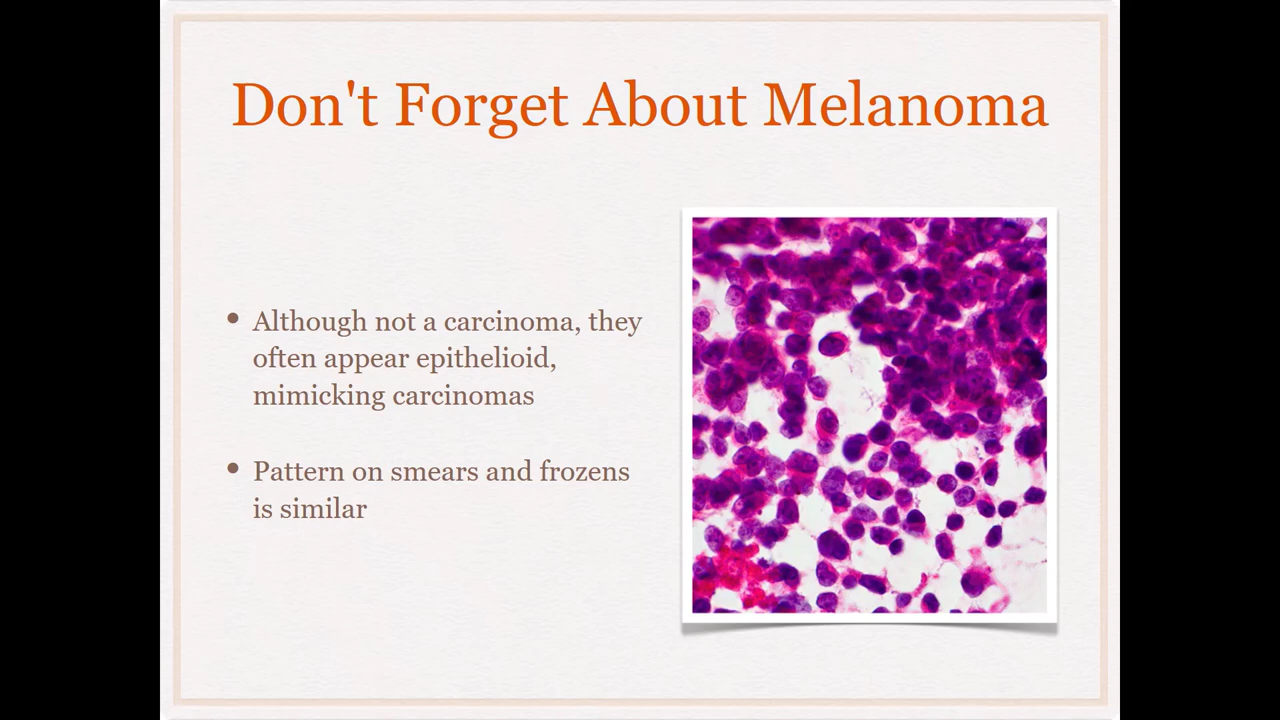 Don't Forget About Melanoma
• Although not a carcinoma, they
often appear epithelioid,
mimicking carcinomas
• Pattern on smears and frozens
is similar